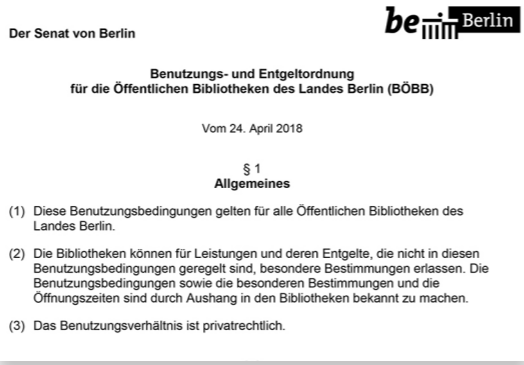 Der Senat von Berlin
be Berlin
Benutzungs- und Entgeltordnung
für die Öffentlichen Bibliotheken des Landes Berlin (BÖBB)
Vom 24. April 2018
§ 1
Allgemeines
(1) Diese Benutzungsbedingungen gelten für alle Öffentlichen Bibliotheken des
Landes Berlin.
(2) Die Bibliotheken können für Leistungen und deren Entgelte, die nicht in diesen
Benutzungsbedingungen geregelt sind, besondere Bestimmungen erlassen. Die
Benutzungsbedingungen sowie die besonderen Bestimmungen und die
Öffnungszeiten sind durch Aushang in den Bibliotheken bekannt zu machen.
(3) Das Benutzungsverhältnis ist privatrechtlich.